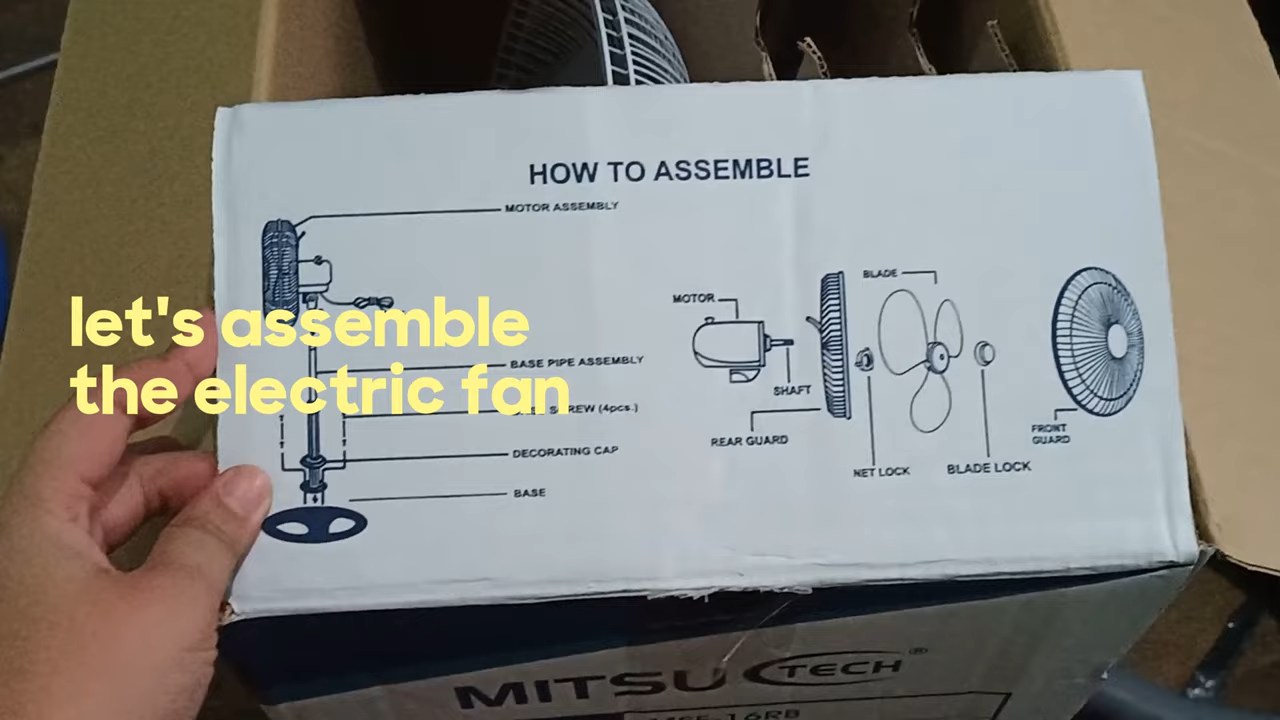 HOW TO ASSEMBLE
MOTOR ASSEMBLY
let's assemble
the electric fan
BASE PIPE ASSEMBLY
SCREW (4pcs.)
DECORATING CAP
BASE
BLADE
MOTOR
SHAFT
REAR GUARD
NET LOCK
BLADE LOCK
FRONT
GUARD
MITSU TECH®